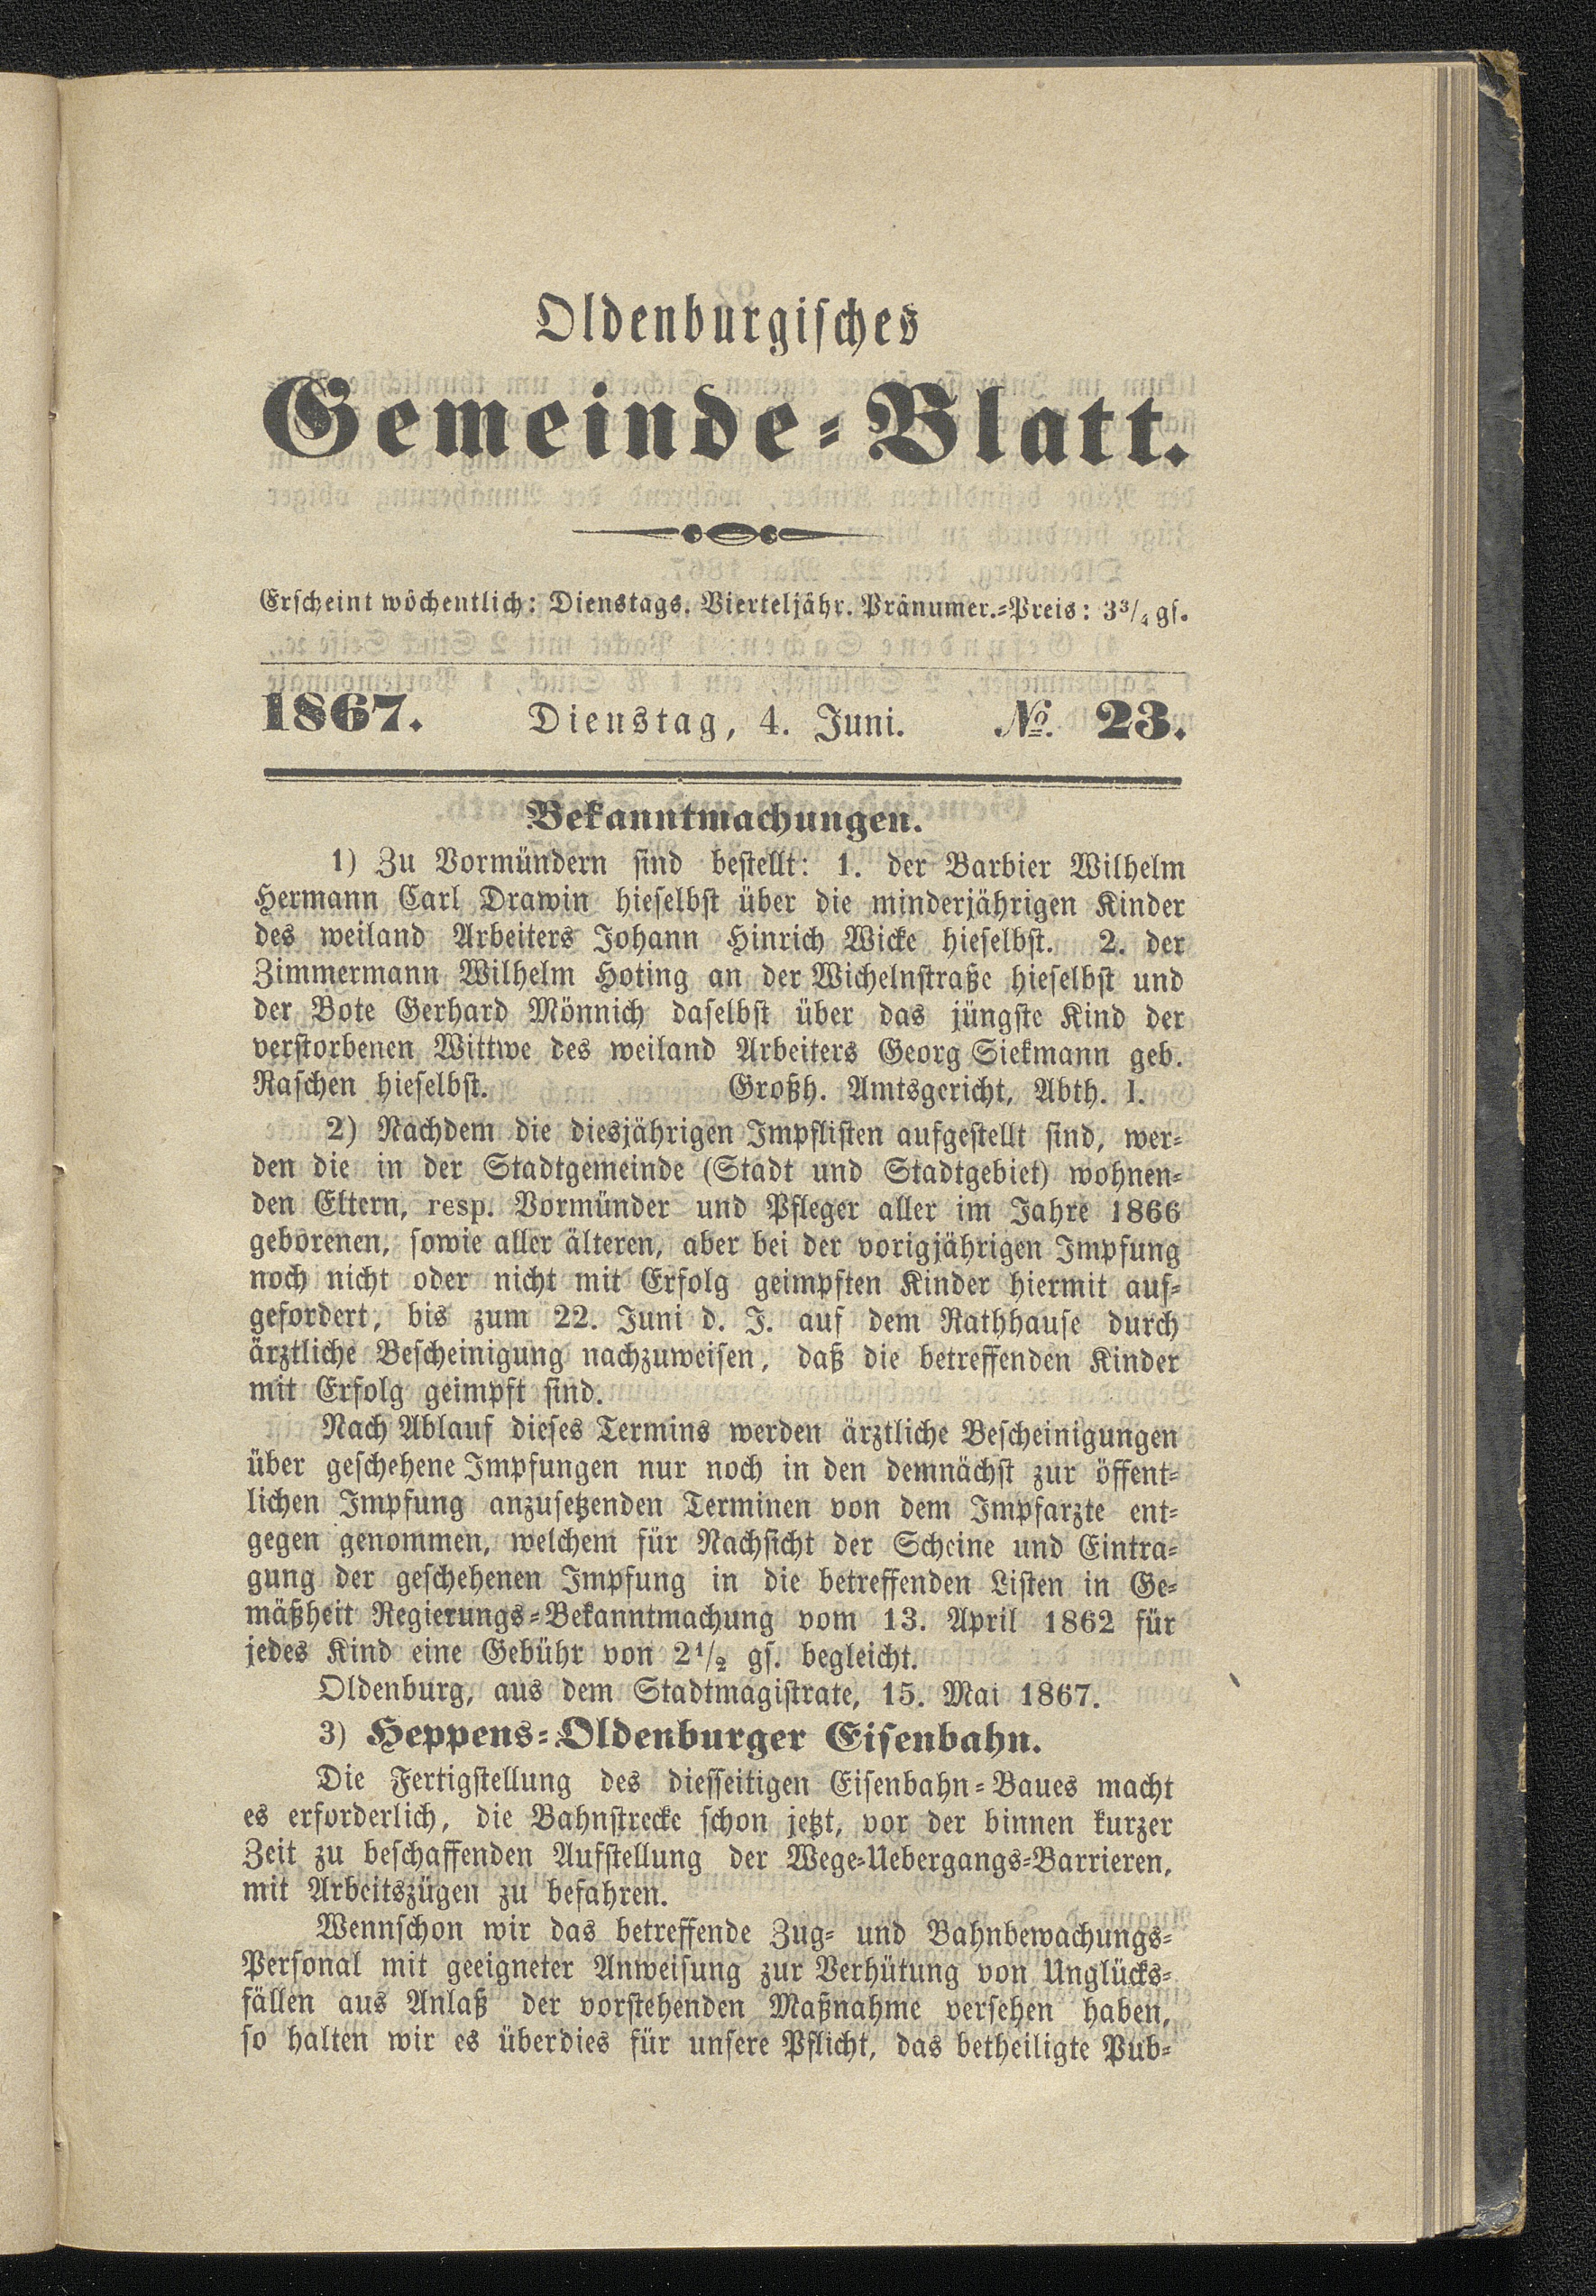 Oldenburgisches
Gemeinde-Blatt.
Erscheint wöchentlich: Dienstags. Vierteljähr. Pränumer.-Preis: 3³/₄ gs.
1867. Dienstag, 4. Juni. №. 23.
Bekanntmachungen.
1) Zu Vormündern sind bestellt: 1. der Barbier Wilhelm
Hermann Carl Drawin hieselbst über die minderjährigen Kinder
des weiland Arbeiters Johann Hinrich Wicke hieselbst. 2. der
Zimmermann Wilhelm Hoting an der Wichelnstraße hieselbst und
der Bote Gerhard Mönnich daselbst über das jüngste Kind der
verstorbenen Wittwe des weiland Arbeiters Georg Siekmann geb.
Raschen hieselbst. Großh. Amtsgericht, Abth. I.
2) Nachdem die diesjährigen Impflisten aufgestellt sind, wer-
den die in der Stadtgemeinde (Stadt und Stadtgebiet) wohnen-
den Eltern, resp. Vormünder und Pfleger aller im Jahre 1866
geborenen, sowie aller älteren, aber bei der vorigjährigen Impfung
noch nicht oder nicht mit Erfolg geimpften Kinder hiermit auf-
gefordert, bis zum 22. Juni d. J. auf dem Rathhause durch
ärztliche Bescheinigung nachzuweisen, daß die betreffenden Kinder
mit Erfolg geimpft sind.
Nach Ablauf dieses Termins werden ärztliche Bescheinigungen
über geschehene Impfungen nur noch in den demnächst zur öffent-
lichen Impfung anzusetzenden Terminen von dem Impfarzte ent-
gegen genommen, welchem für Nachsicht der Scheine und Eintra-
gung der geschehenen Impfung in die betreffenden Listen in Ge-
mäßheit Regierungs-Bekanntmachung vom 13. April 1862 für
jedes Kind eine Gebühr von 2¹/₂ gs. begleicht.
Oldenburg, aus dem Stadtmagistrate, 15. Mai 1867.
3) Heppens-Oldenburger Eisenbahn.
Die Fertigstellung des diesseitigen Eisenbahn-Baues macht
es erforderlich, die Bahnstrecke schon jetzt, vor der binnen kurzer
Zeit zu beschaffenden Aufstellung der Wege-Uebergangs-Barrieren,
mit Arbeitszügen zu befahren.
Wennschon wir das betreffende Zug- und Bahnbewachungs-
Personal mit geeigneter Anweisung zur Verhütung von Unglücks-
fällen aus Anlaß der vorstehenden Maßnahme versehen haben,
so halten wir es überdies für unsere Pflicht, das betheiligte Pub-